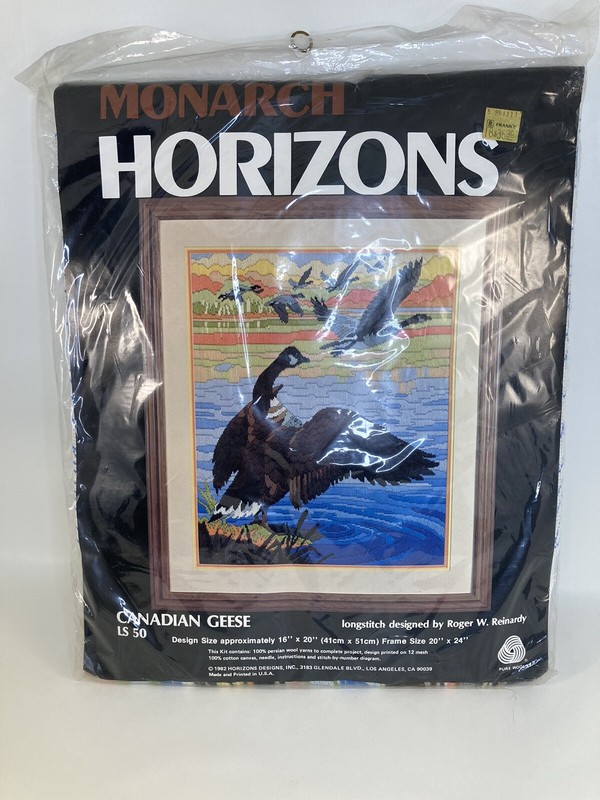 MONARCH
HORIZONS
FRANK'S
CANADIAN GEESE
LS 50
longstitch designed by Roger W. Reinardy
Design Size approximately 16" x 20" (41cm x 51cm) Frame Size 20" x 24"
This Kit contains: 100% persian wool yarns to complete project, design printed on 12 mesh
100% cotton canvas, needle, instructions and stitch-by-number diagram.
© 1982 HORIZONS DESIGNS, INC., 3183 GLENDALE BLVD., LOS ANGELES, CA 90039
Made and Printed in U.S.A.
PURE WOOL